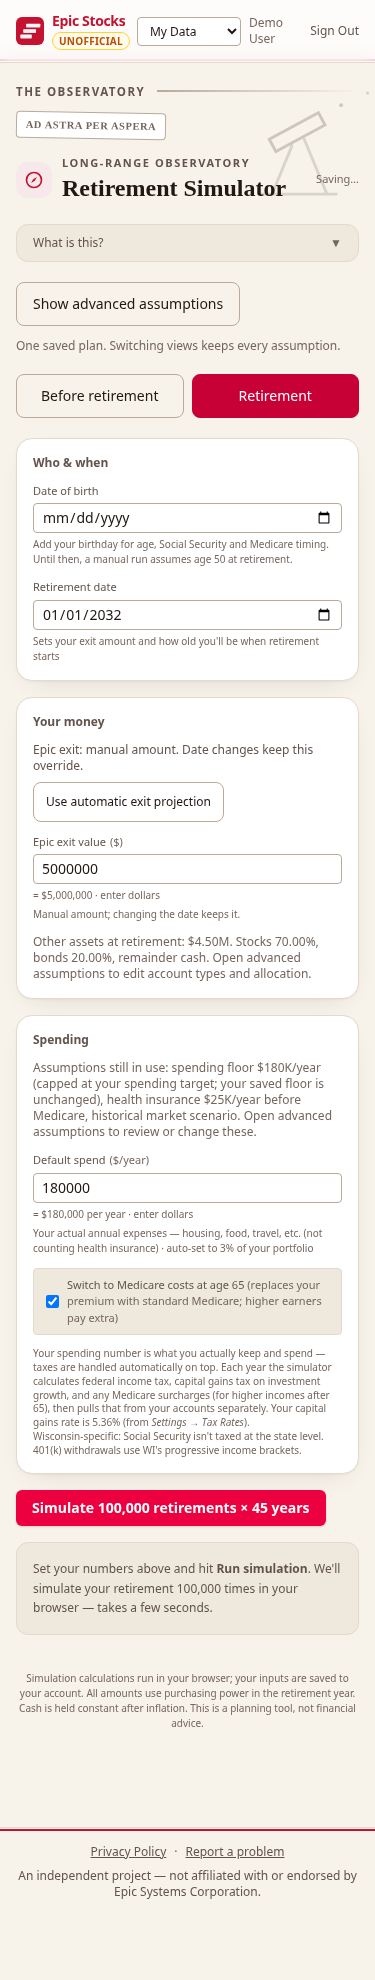 Epic Stocks
UNOFFICIAL
My Data
Demo
User
Sign Out
THE OBSERVATORY
AD ASTRA PER ASPERA
LONG-RANGE OBSERVATORY
Retirement Simulator
Saving...
What is this?
▼
Show advanced assumptions
One saved plan. Switching views keeps every assumption.
Before retirement
Retirement
Who & when
Date of birth
mm/dd/yyyy
Add your birthday for age, Social Security and Medicare timing.
Until then, a manual run assumes age 50 at retirement.
Retirement date
01/01/2032
Sets your exit amount and how old you'll be when retirement
starts
Your money
Epic exit: manual amount. Date changes keep this
override.
Use automatic exit projection
Epic exit value ($)
5000000
= $5,000,000 · enter dollars
Manual amount; changing the date keeps it.
Other assets at retirement: $4.50M. Stocks 70.00%,
bonds 20.00%, remainder cash. Open advanced
assumptions to edit account types and allocation.
Spending
Assumptions still in use: spending floor $180K/year
(capped at your spending target; your saved floor is
unchanged), health insurance $25K/year before
Medicare, historical market scenario. Open advanced
assumptions to review or change these.
Default spend ($/year)
180000
= $180,000 per year · enter dollars
Your actual annual expenses — housing, food, travel, etc. (not
counting health insurance) · auto-set to 3% of your portfolio
Switch to Medicare costs at age 65 (replaces your
premium with standard Medicare; higher earners
pay extra)
Your spending number is what you actually keep and spend —
taxes are handled automatically on top. Each year the simulator
calculates federal income tax, capital gains tax on investment
growth, and any Medicare surcharges (for higher incomes after
65), then pulls that from your accounts separately. Your capital
gains rate is 5.36% (from Settings → Tax Rates).
Wisconsin-specific: Social Security isn't taxed at the state level.
401(k) withdrawals use WI's progressive income brackets.
Simulate 100,000 retirements × 45 years
Set your numbers above and hit Run simulation. We'll
simulate your retirement 100,000 times in your
browser — takes a few seconds.
Simulation calculations run in your browser; your inputs are saved to
your account. All amounts use purchasing power in the retirement year.
Cash is held constant after inflation. This is a planning tool, not financial
advice.
Privacy Policy · Report a problem
An independent project — not affiliated with or endorsed by
Epic Systems Corporation.